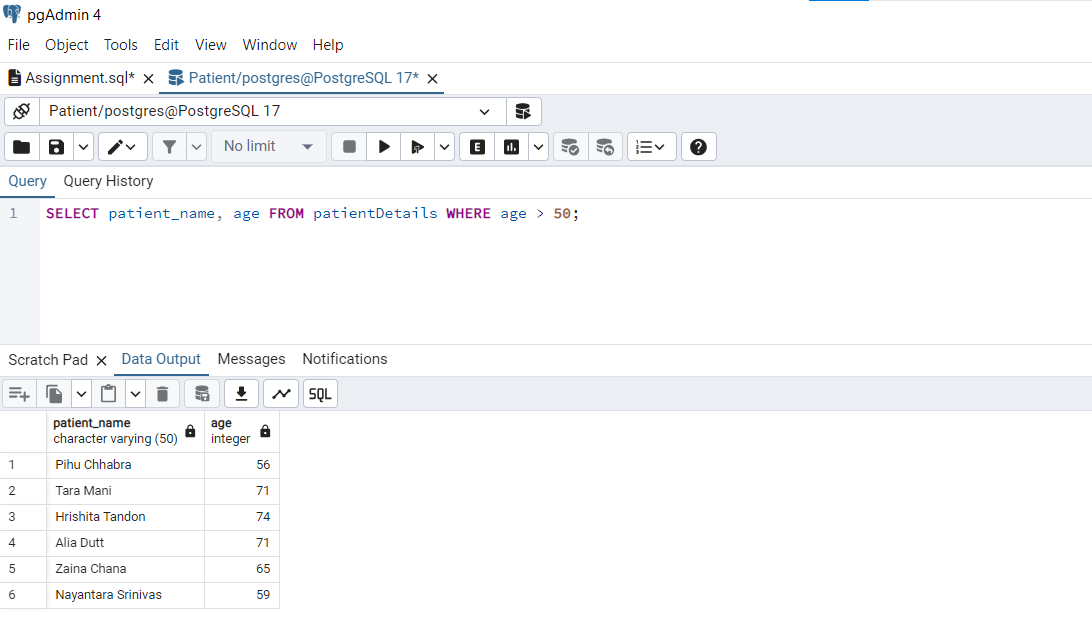 pgAdmin 4
File Object Tools Edit View Window Help
Assignment.sql* Patient/postgres@PostgreSQL 17*
Patient/postgres@PostgreSQL 17
No limit E
Query Query History
1 SELECT patient_name, age FROM patientDetails WHERE age > 50;
Scratch Pad Data Output Messages Notifications
SQL
patient_name age
character varying (50) integer
1 Pihu Chhabra 56
2 Tara Mani 71
3 Hrishita Tandon 74
4 Alia Dutt 71
5 Zaina Chana 65
6 Nayantara Srinivas 59